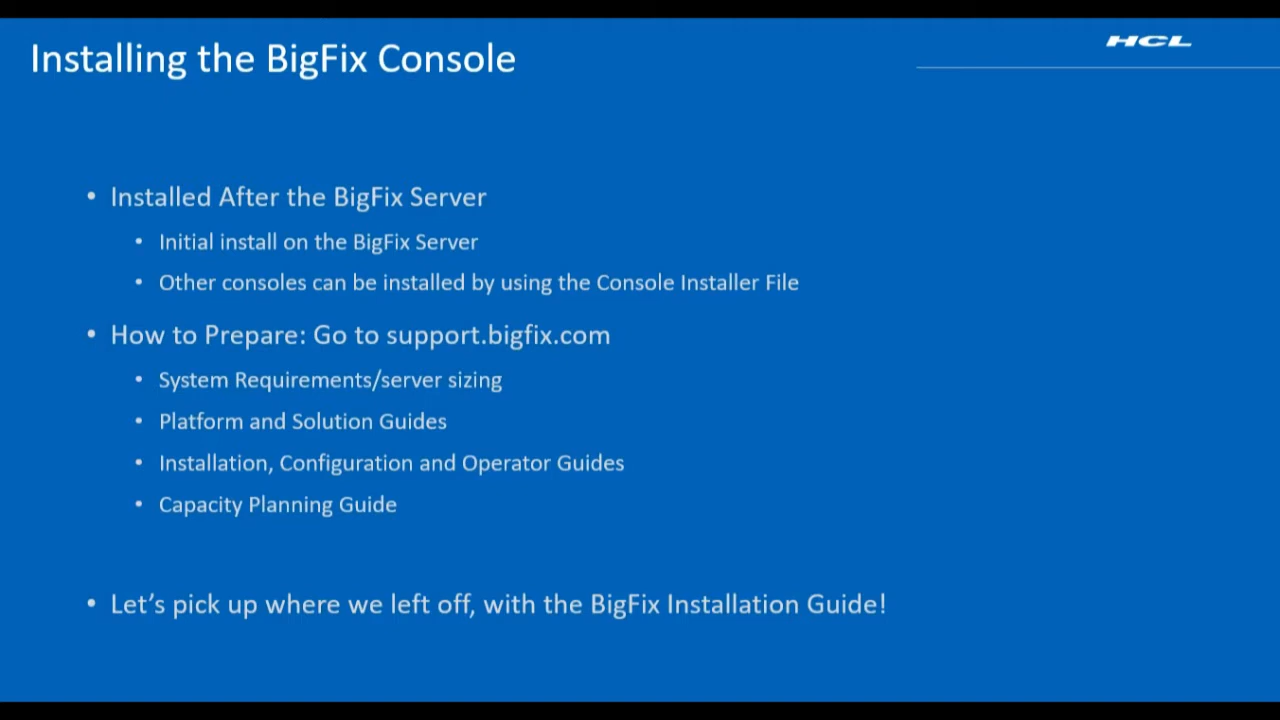 Installing the BigFix Console
HCL
• Installed After the BigFix Server
• Initial install on the BigFix Server
• Other consoles can be installed by using the Console Installer File
• How to Prepare: Go to support.bigfix.com
• System Requirements/server sizing
• Platform and Solution Guides
• Installation, Configuration and Operator Guides
• Capacity Planning Guide
• Let’s pick up where we left off, with the BigFix Installation Guide!